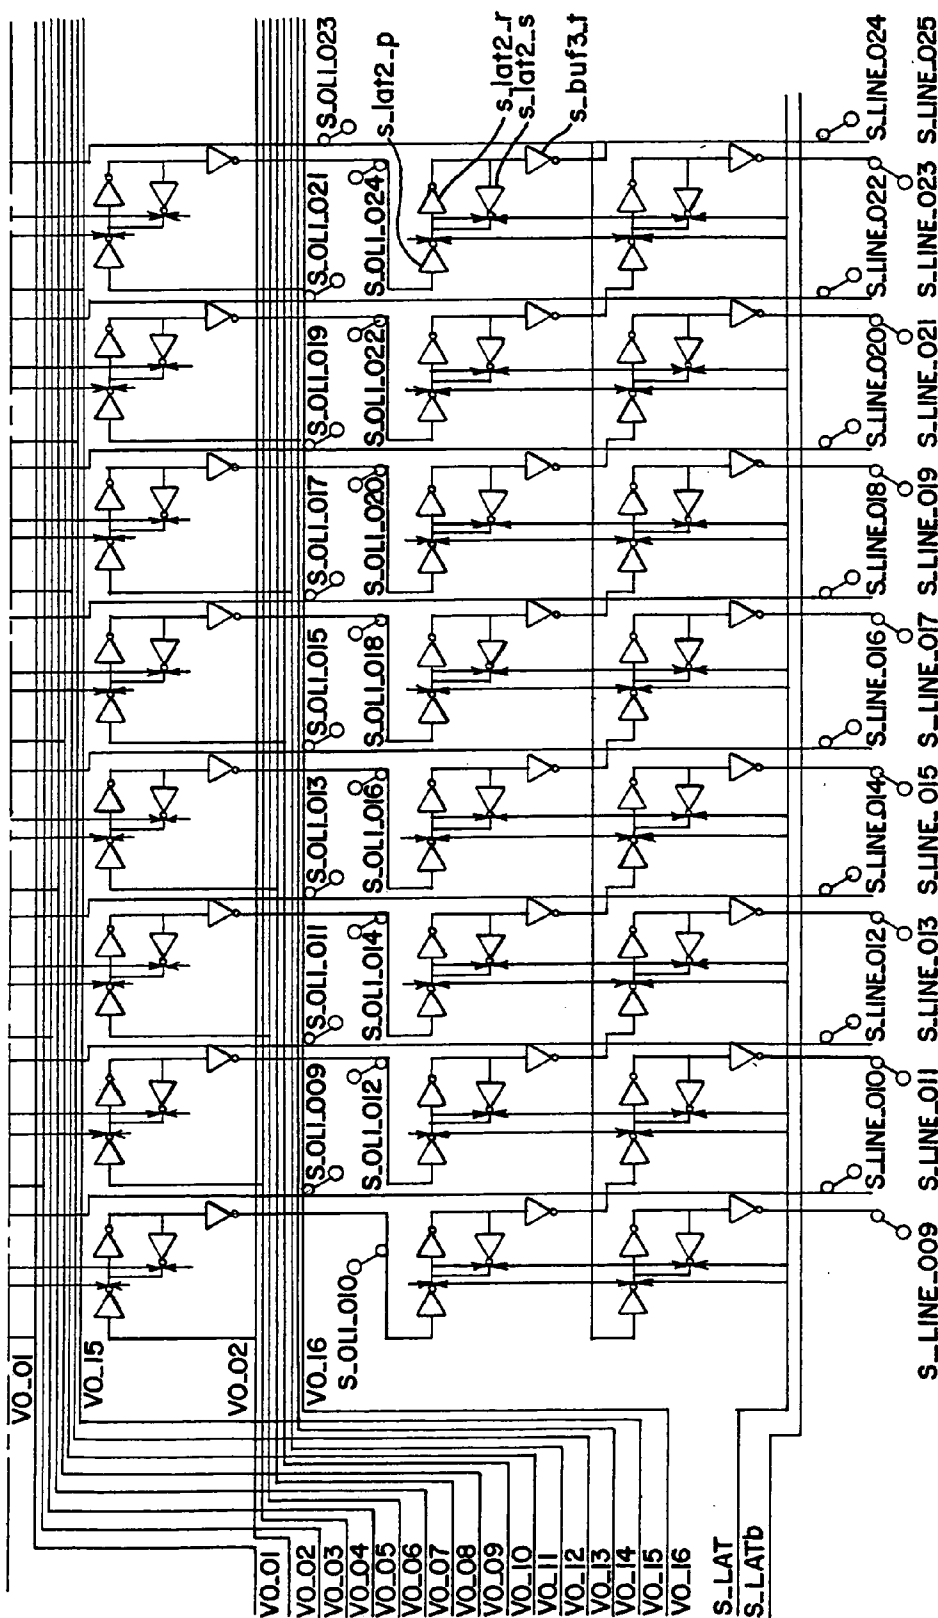 VO_01
VO_15
VO_02
VO_16
S_OLI_010
S_OLI_009
S_OLI_012
S_OLI_011
S_OLI_014
S_OLI_013
S_OLI_016
S_OLI_015
S_OLI_018
S_OLI_017
S_OLI_020
S_OLI_019
S_OLI_022
S_OLI_021
S_OLI_024
S_OLI_023
s_lat2_p
s_lat2_r
s_lat2_s
s_buf3_t
VO_01
VO_02
VO_03
VO_04
VO_05
VO_06
VO_07
VO_08
VO_09
VO_10
VO_11
VO_12
VO_13
VO_14
VO_15
VO_16
S_LAT
S_LATb
S_LINE_010
S_LINE_012
S_LINE_014
S_LINE_016
S_LINE_018
S_LINE_020
S_LINE_022
S_LINE_024
S_LINE_009
S_LINE_011
S_LINE_013
S_LINE_015
S_LINE_017
S_LINE_019
S_LINE_021
S_LINE_023
S_LINE_025